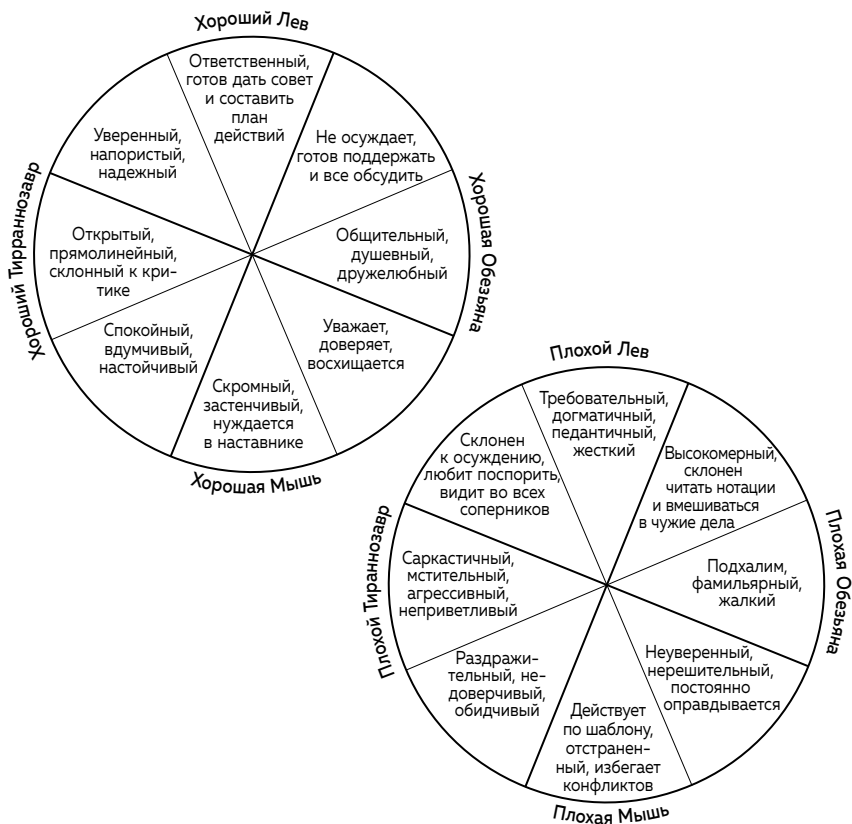 Хороший Лев
Ответственный,
готов дать совет
и составить
план
действий
Не осуждает,
готов поддержать
и все обсудить
Хорошая Обезьяна
Общительный,
душевный,
дружелюбный
Уважает,
доверяет,
восхищается
Скромный,
застенчивый,
нуждается
в наставнике
Хорошая Мышь
Спокойный,
вдумчивый,
настойчивый
Открытый,
прямолинейный,
склонный к кри-
тике
Хороший Тирраннозавр
Уверенный,
напористый,
надежный
Плохой Лев
Требовательный,
догматичный,
педантичный,
жесткий
Высокомерный,
склонен
читать нотации
и вмешиваться
в чужие дела
Плохая Обезьяна
Подхалим,
фамильярный,
жалкий
Неуверенный,
нерешительный,
постоянно
оправдывается
Действует
по шаблону,
отстранен-
ный, избегает
конфликтов
Плохая Мышь
Раздражи-
тельный, не-
доверчивый,
обидчивый
Саркастичный,
мстительный,
агрессивный,
неприветливый
Плохой Тираннозавр
Склонен
к осуждению,
любит поспорить,
видит во всех
соперников